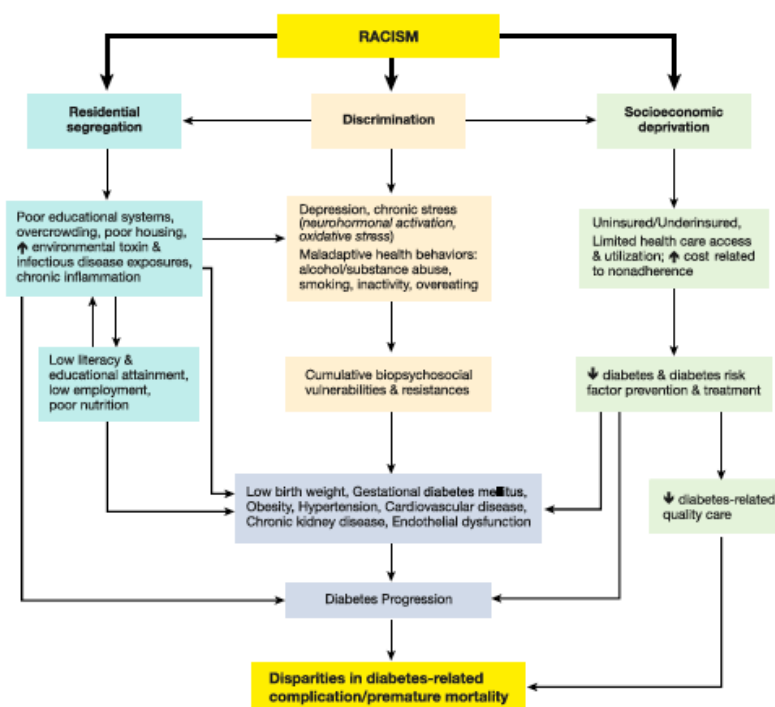 RACISM
Residential
segregation
Discrimination
Socioeconomic
deprivation
Poor educational systems,
overcrowding, poor housing,
↑ environmental toxin &
infectious disease exposures,
chronic inflammation
Depression, chronic stress
(neurohormonal activation,
oxidative stress)
Maladaptive health behaviors:
alcohol/substance abuse,
smoking, inactivity, overeating
Uninsured/Underinsured,
Limited health care access
& utilization; ↑ cost related
to nonadherence
Low literacy &
educational attainment,
low employment,
poor nutrition
Cumulative biopsychosocial
vulnerabilities & resistances
↓ diabetes & diabetes risk
factor prevention & treatment
Low birth weight, Gestational diabetes
Obesity, Hypertension, Cardiovascular disease,
Chronic kidney disease, Endothelial dysfunction
↓ diabetes-related
quality care
Diabetes Progression
Disparities in diabetes-related
complication/premature mortality